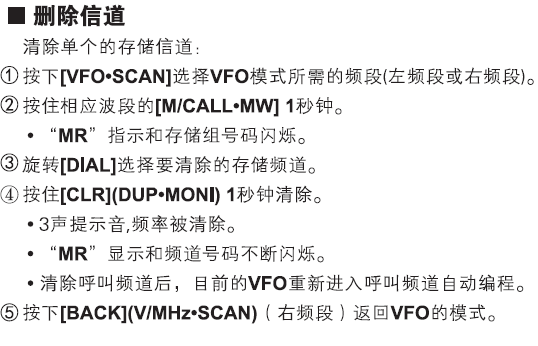 ■ 删除信道
清除单个的存储信道:
①按下[VFO•SCAN]选择VFO模式所需的频段(左频段或右频段)。
②按住相应波段的[M/CALL•MW] 1秒钟。
• “MR”指示和存储组号码闪烁。
③旋转[DIAL]选择要清除的存储频道。
④按住[CLR](DUP•MONI) 1秒钟清除。
• 3声提示音,频率被清除。
• “MR”显示和频道号码不断闪烁。
• 清除呼叫频道后，目前的VFO重新进入呼叫频道自动编程。
⑤按下[BACK](V/MHz•SCAN)（右频段）返回VFO的模式。